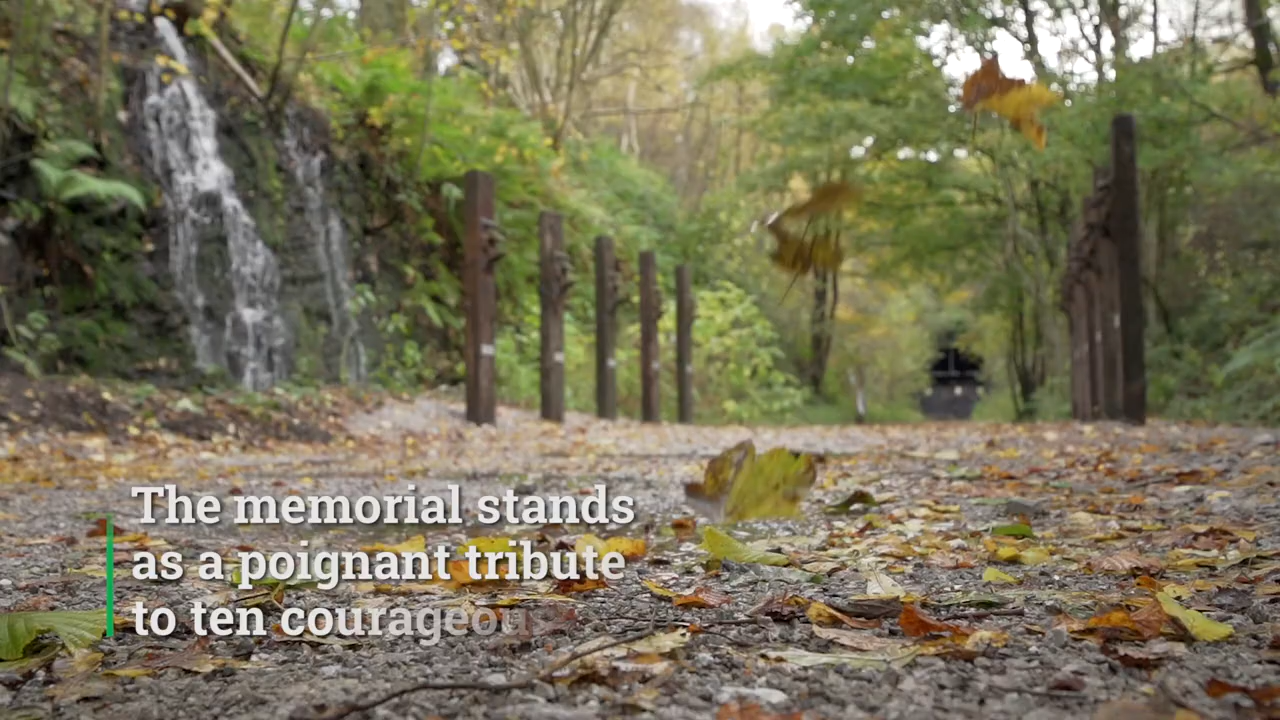 The memorial stands
as a poignant tribute
to ten courageous